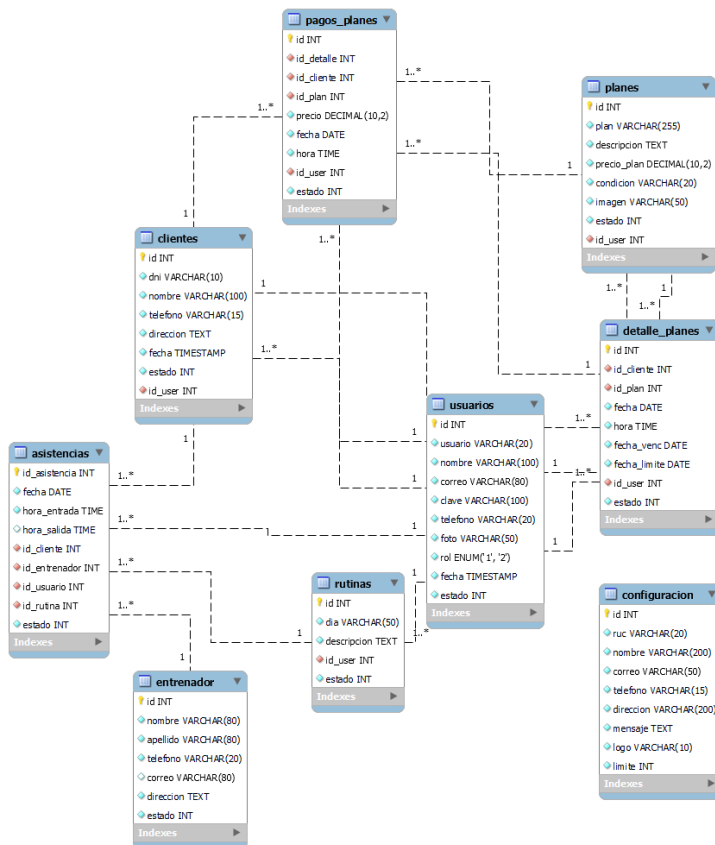 pagos_planes
id INT
id_detalle INT
id_cliente INT
id_plan INT
precio DECIMAL(10,2)
fecha DATE
hora TIME
id_user INT
estado INT
Indexes
planes
id INT
plan VARCHAR(255)
descripcion TEXT
precio_plan DECIMAL(10,2)
condicion VARCHAR(20)
imagen VARCHAR(50)
estado INT
id_user INT
Indexes
clientes
id INT
dni VARCHAR(10)
nombre VARCHAR(100)
telefono VARCHAR(15)
direccion TEXT
fecha TIMESTAMP
estado INT
id_user INT
Indexes
detalle_planes
id INT
id_cliente INT
id_plan INT
fecha DATE
hora TIME
fecha_venc DATE
fecha_limite DATE
id_user INT
estado INT
Indexes
usuarios
id INT
usuario VARCHAR(20)
nombre VARCHAR(100)
correo VARCHAR(80)
clave VARCHAR(100)
telefono VARCHAR(20)
foto VARCHAR(50)
rol ENUM('1', '2')
fecha TIMESTAMP
estado INT
Indexes
asistencias
id_asistencia INT
fecha DATE
hora_entrada TIME
hora_salida TIME
id_cliente INT
id_entrenador INT
id_usuario INT
id_rutina INT
estado INT
Indexes
rutinas
id INT
dia VARCHAR(50)
descripcion TEXT
id_user INT
estado INT
Indexes
configuracion
id INT
ruc VARCHAR(20)
nombre VARCHAR(200)
correo VARCHAR(50)
telefono VARCHAR(15)
direccion VARCHAR(200)
mensaje TEXT
logo VARCHAR(10)
limite INT
Indexes
entrenador
id INT
nombre VARCHAR(80)
apellido VARCHAR(80)
telefono VARCHAR(20)
correo VARCHAR(80)
direccion TEXT
estado INT
Indexes
1..*
1..*
1..*
1..*
1
1
1
1..*
1
1..*
1..*
1
1
1..*
1
1
1..*
1
1..*
1..*
1
1
1..*
1..*
1
1
1..*
1
1..*
1